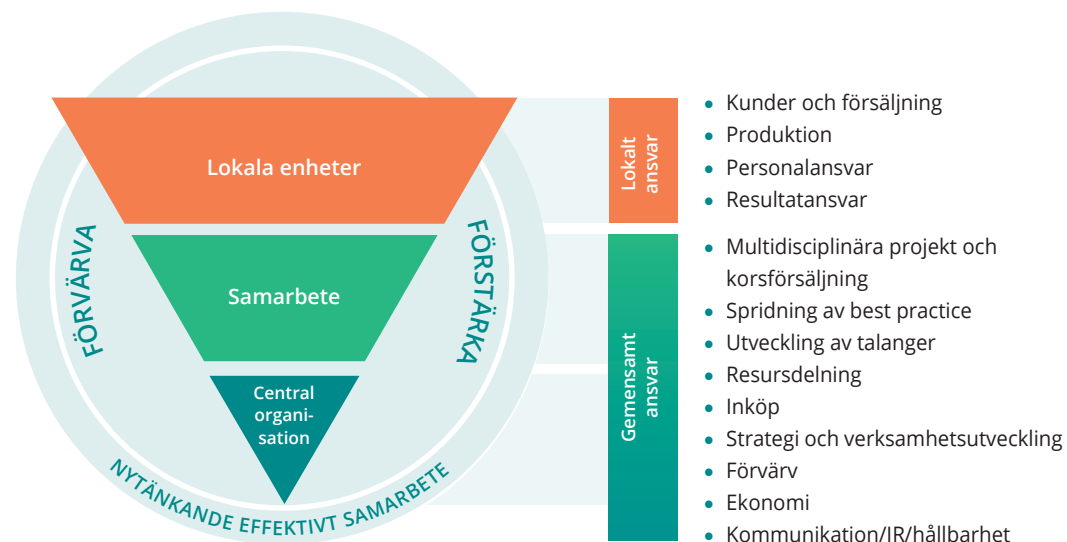 Lokala enheter
Samarbete
Central
organi-
sation
FÖRVÄRVA
FÖRSTÄRKA
NYTÄNKANDE EFFEKTIVT SAMARBETE
Lokalt
ansvar
• Kunder och försäljning
• Produktion
• Personalansvar
• Resultatansvar
Gemensamt
ansvar
• Multidisciplinära projekt och
korsförsäljning
• Spridning av best practice
• Utveckling av talanger
• Resursdelning
• Inköp
• Strategi och verksamhetsutveckling
• Förvärv
• Ekonomi
• Kommunikation/IR/hållbarhet